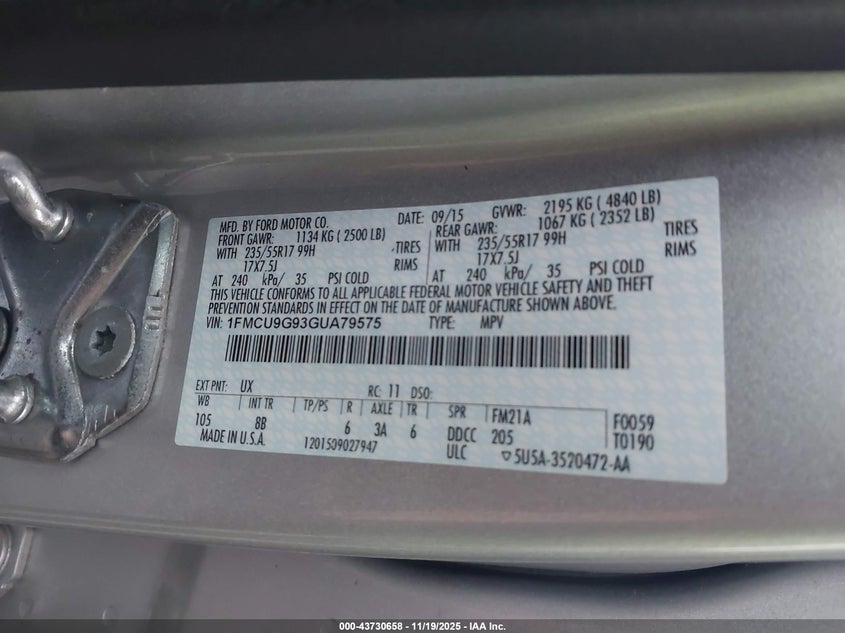 MFD. BY FORD MOTOR CO. DATE: 09/15 GVWR: 2195 KG ( 4840 LB)
FRONT GAWR: 1134 KG ( 2500 LB) REAR GAWR: 1067 KG ( 2352 LB)
WITH 235/55R17 99H TIRES WITH 235/55R17 99H TIRES
17X7.5J RIMS 17X7.5J RIMS
AT 240 kPa/ 35 PSI COLD AT 240 kPa/ 35 PSI COLD
THIS VEHICLE CONFORMS TO ALL APPLICABLE FEDERAL MOTOR VEHICLE SAFETY AND THEFT
PREVENTION STANDARDS IN EFFECT ON THE DATE OF MANUFACTURE SHOWN ABOVE.
VIN: 1FMCU9G93GUA79575 TYPE: MPV
EXT PNT: UX RC: 11 DSO:
WB INT TR TP/PS R AXLE TR SPR FM21A F0059
105 8B 6 3A 6 DDCC 205 T0190
MADE IN U.S.A. 1201509027947 ULC ▽5U5A-3520472-AA
000-43730658 - 11/19/2025 - IAA Inc.